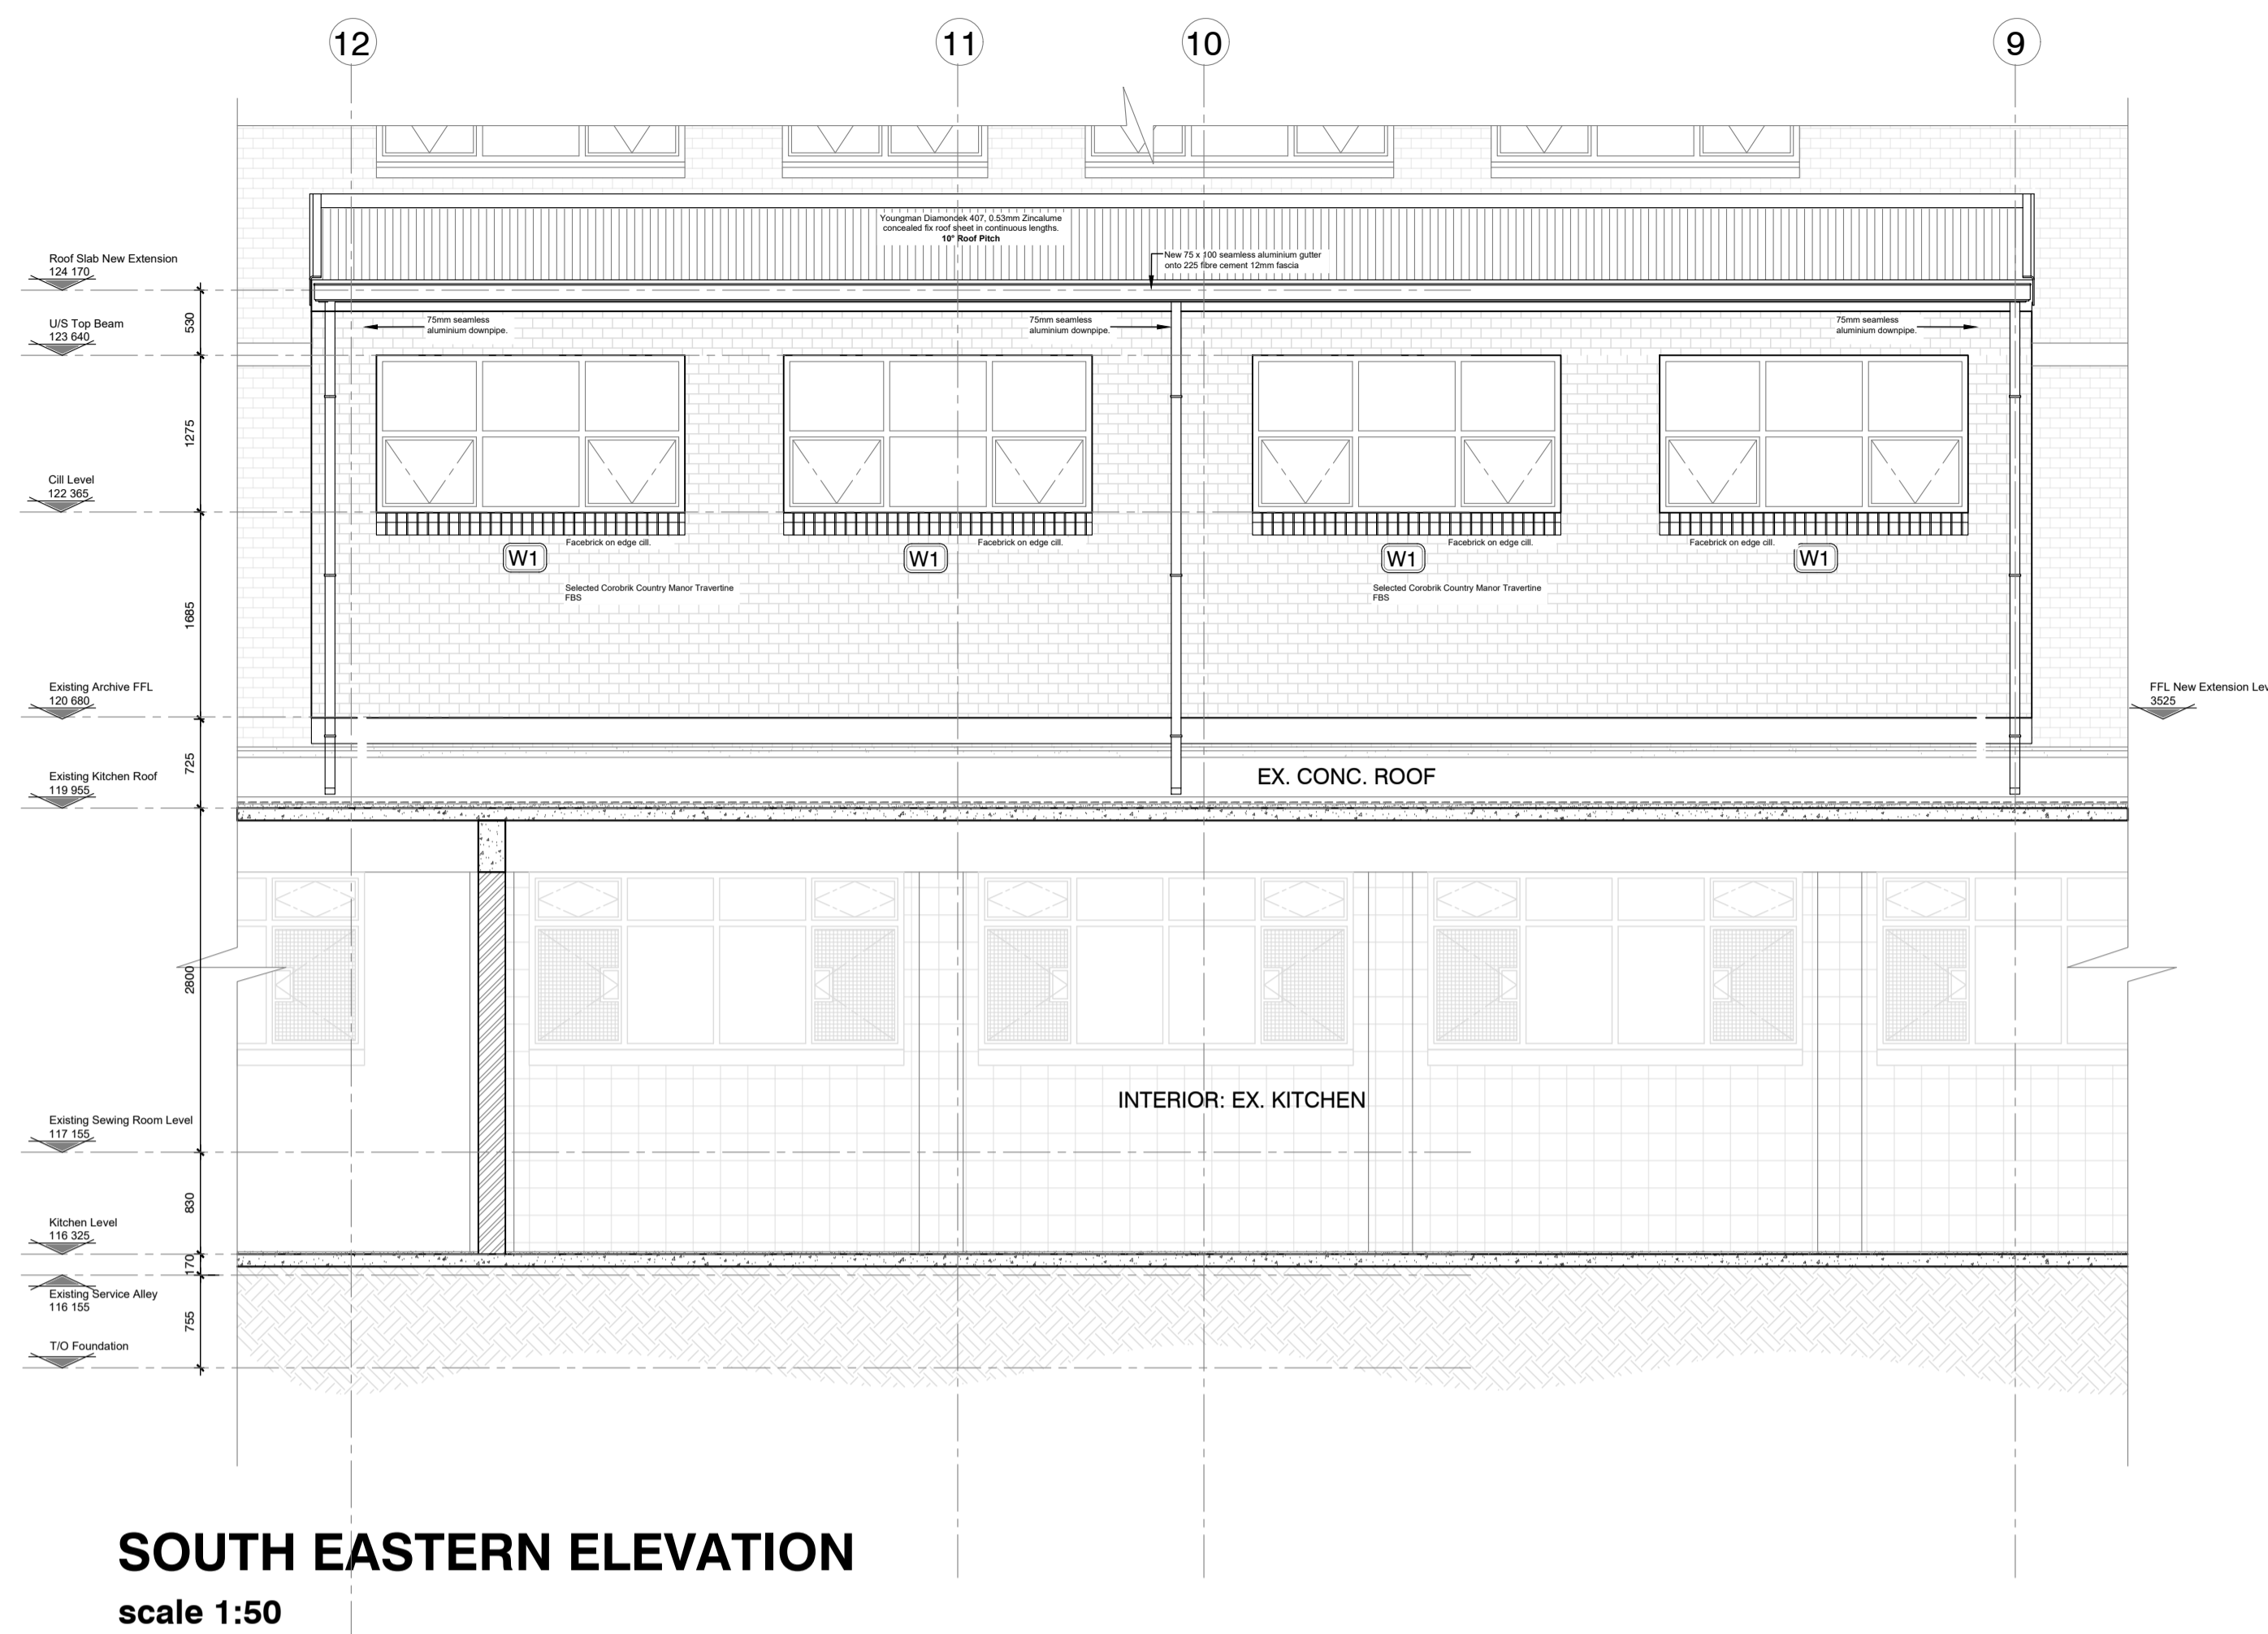 12
11
10
9
Youngman Diamondek 407, 0.53mm Zincalume
concealed fix roof sheet in continuous lengths.
10° Roof Pitch
New 75 x 100 seamless aluminium gutter
onto 225 fibre cement 12mm fascia
Roof Slab New Extension
124 170
530
U/S Top Beam
123 640
75mm seamless
aluminium downpipe.
75mm seamless
aluminium downpipe.
75mm seamless
aluminium downpipe.
1275
Cill Level
122 365
Facebrick on edge cill.
Facebrick on edge cill.
Facebrick on edge cill.
Facebrick on edge cill.
W1
W1
W1
W1
Selected Corobrik Country Manor Travertine
FBS
Selected Corobrik Country Manor Travertine
FBS
1685
Existing Archive FFL
120 680
FFL New Extension Lev
3525
725
Existing Kitchen Roof
119 955
EX. CONC. ROOF
2800
INTERIOR: EX. KITCHEN
Existing Sewing Room Level
117 155
830
Kitchen Level
116 325
170
Existing Service Alley
116 155
755
T/O Foundation
SOUTH EASTERN ELEVATION
scale 1:50